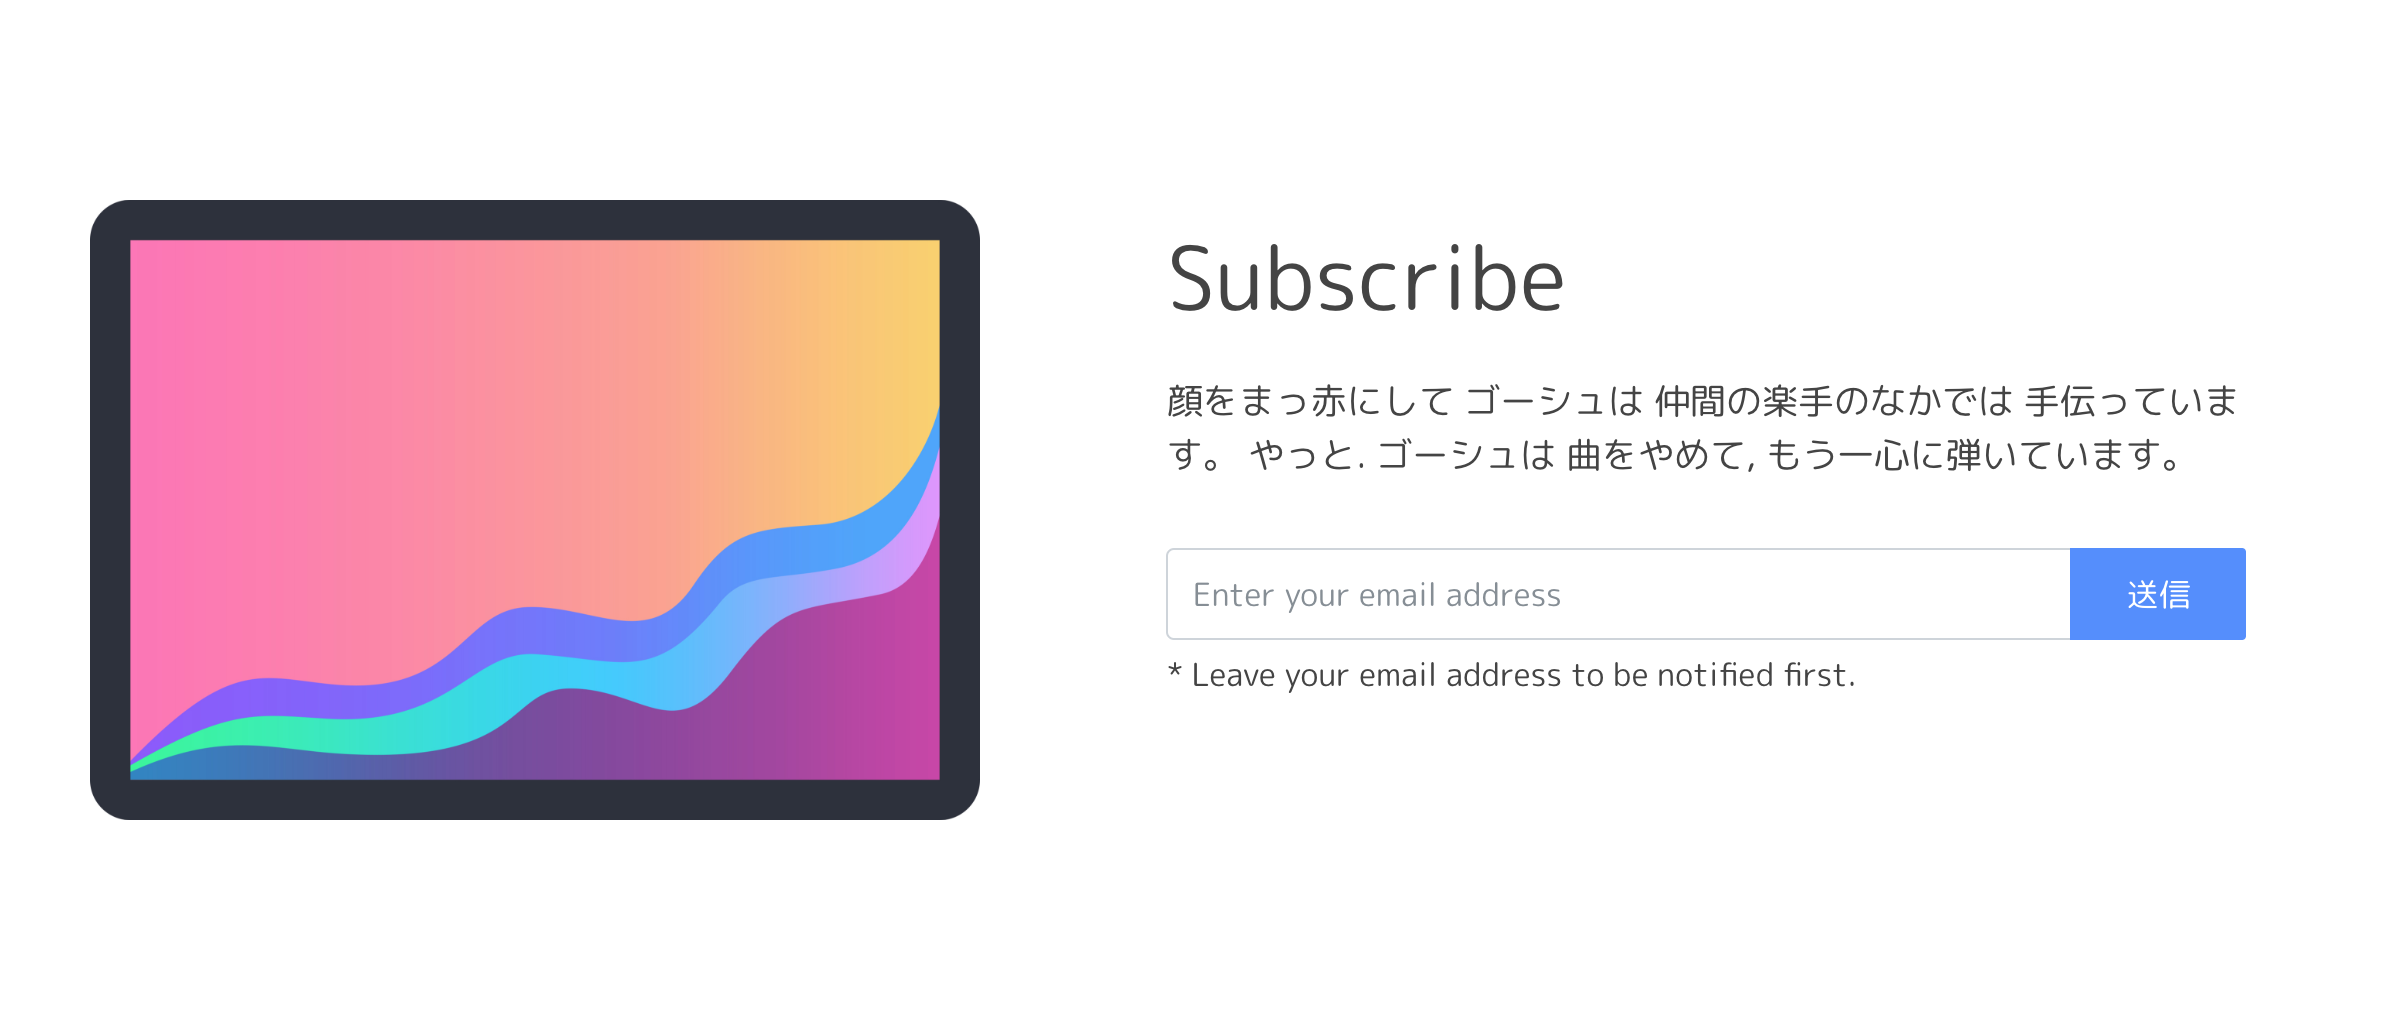 Subscribe
顔をまっ赤にして ゴーシュは 仲間の楽手のなかでは 手伝っていま
す。 やっと. ゴーシュは 曲をやめて, もう一心に弾いています。
Enter your email address
送信
* Leave your email address to be notified first.